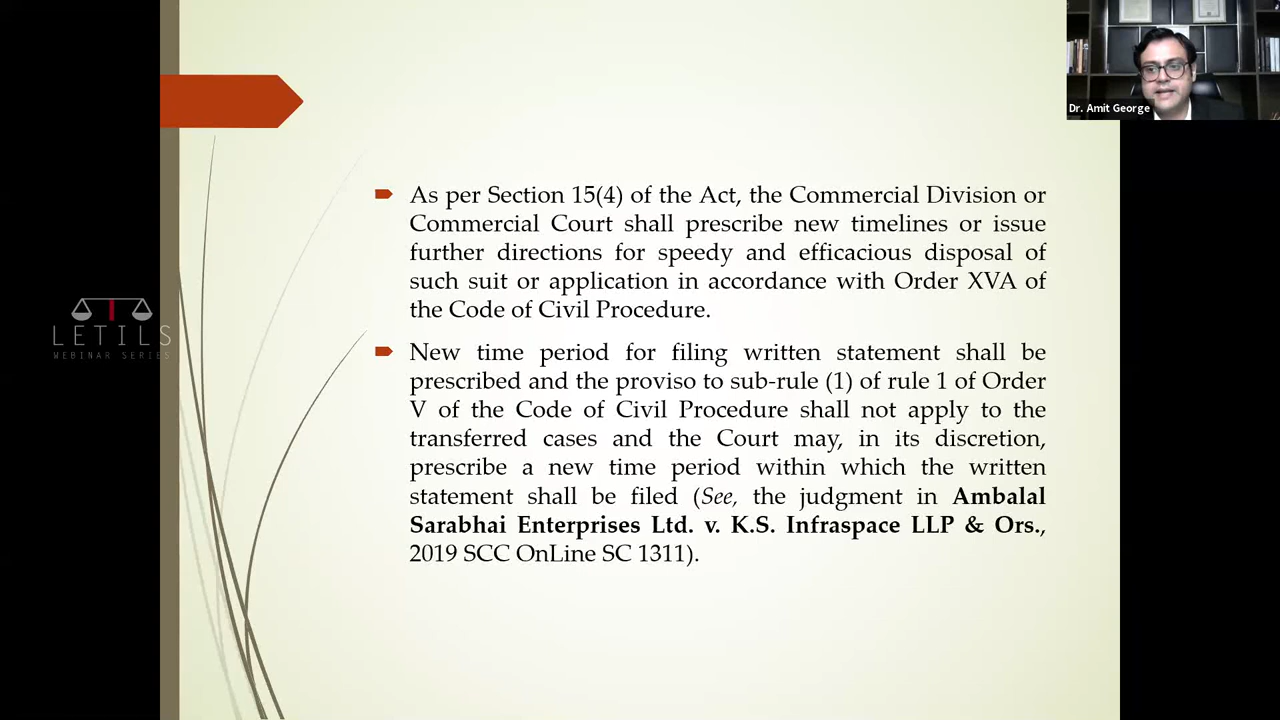 Dr. Amit George
As per Section 15(4) of the Act, the Commercial Division or
Commercial Court shall prescribe new timelines or issue
further directions for speedy and efficacious disposal of
such suit or application in accordance with Order XVA of
the Code of Civil Procedure.
New time period for filing written statement shall be
prescribed and the proviso to sub-rule (1) of rule 1 of Order
V of the Code of Civil Procedure shall not apply to the
transferred cases and the Court may, in its discretion,
prescribe a new time period within which the written
statement shall be filed (See, the judgment in Ambalal
Sarabhai Enterprises Ltd. v. K.S. Infraspace LLP & Ors.,
2019 SCC OnLine SC 1311).
LETILS
WEBINAR SERIES